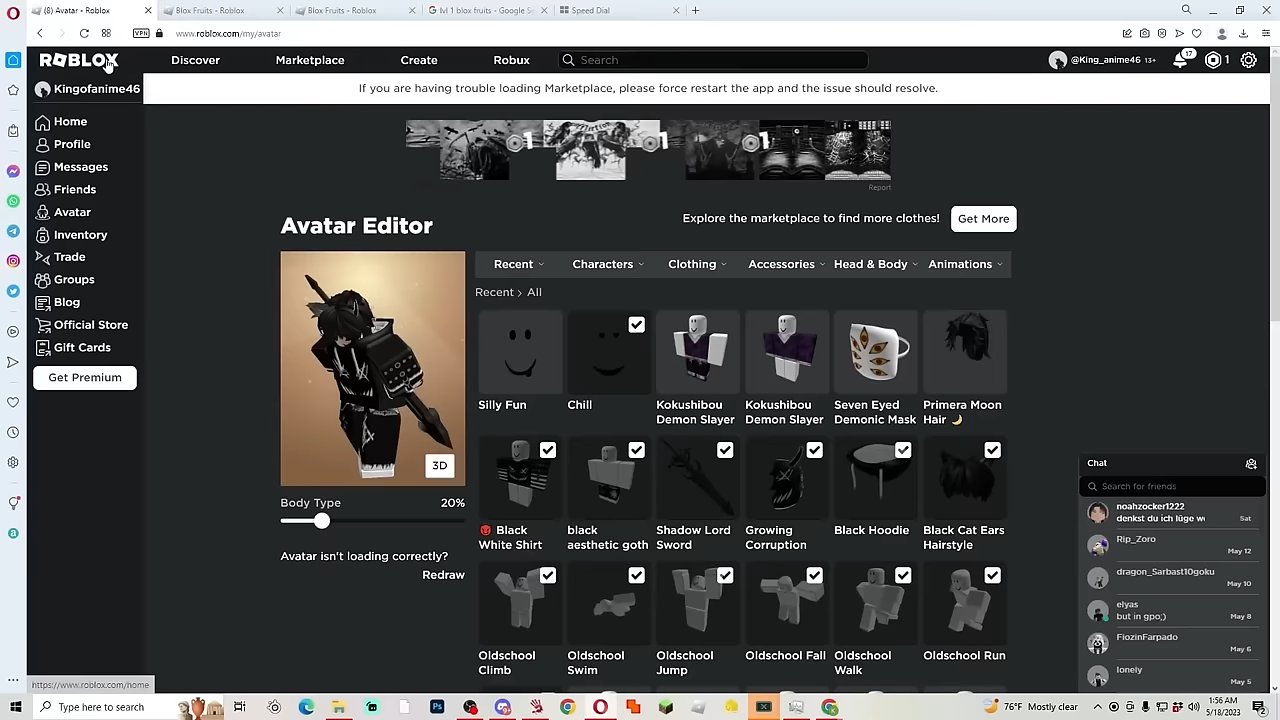 (8) Avatar - Roblox
Blox Fruits - Roblox
Blox Fruits - Roblox
lvl 1 blox fruits - Google Se
Speed Dial
VPN
www.roblox.com/my/avatar
ROBLOX
Discover
Marketplace
Create
Robux
Search
@King_anime46 13+
17
1
Kingofanime46
If you are having trouble loading Marketplace, please force restart the app and the issue should resolve.
Home
Profile
Messages
Friends
Avatar
Inventory
Trade
Groups
Blog
Official Store
Gift Cards
Get Premium
1
1
1
Report
Avatar Editor
Explore the marketplace to find more clothes!
Get More
3D
Body Type
20%
Avatar isn't loading correctly?
Redraw
Recent
Characters
Clothing
Accessories
Head & Body
Animations
Recent › All
Silly Fun
Chill
Kokushibou
Demon Slayer
Kokushibou
Demon Slayer
Seven Eyed
Demonic Mask
Primera Moon
Hair 🌙
👿 Black
White Shirt
black
aesthetic goth
Shadow Lord
Sword
Growing
Corruption
Black Hoodie
Black Cat Ears
Hairstyle
Oldschool
Climb
Oldschool
Swim
Oldschool
Jump
Oldschool Fall
Oldschool
Walk
Oldschool Run
Chat
Search for friends
noahzocker1222
denkst du ich lüge w
Sat
Rip_Zoro
May 12
dragon_Sarbast10goku
May 10
elyas
but in gpo;)
May 8
FiozinFarpado
May 6
lonely
May 5
https://www.roblox.com/home
Type here to search
Ps
76°F Mostly clear
1:56 AM
5/18/2023